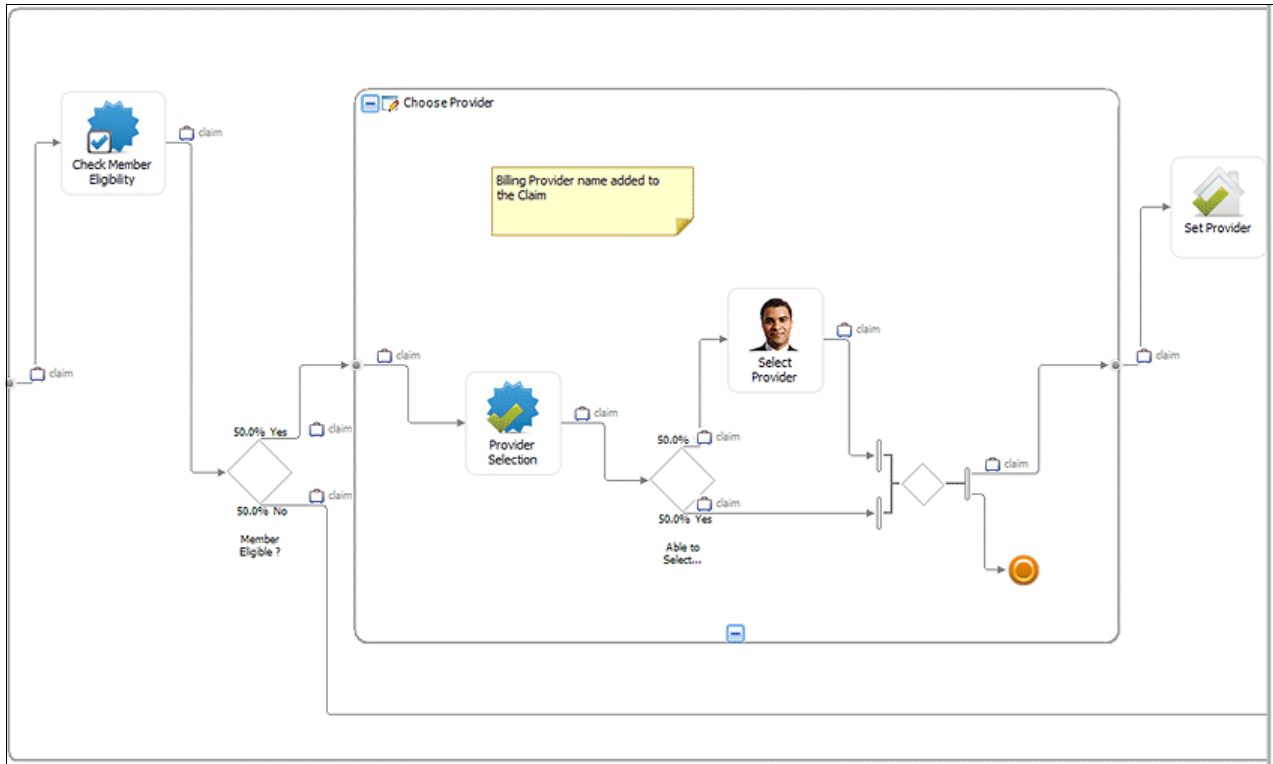 Choose Provider
claim
Check Member
Eligibility
Billing Provider name added to
the Claim
Set Provider
claim
Select
Provider
claim
claim
claim
claim
50.0% Yes
claim
Provider
Selection
claim
50.0%
claim
claim
claim
50.0% No
claim
50.0% Yes
Member
Eligible ?
Able to
Select...